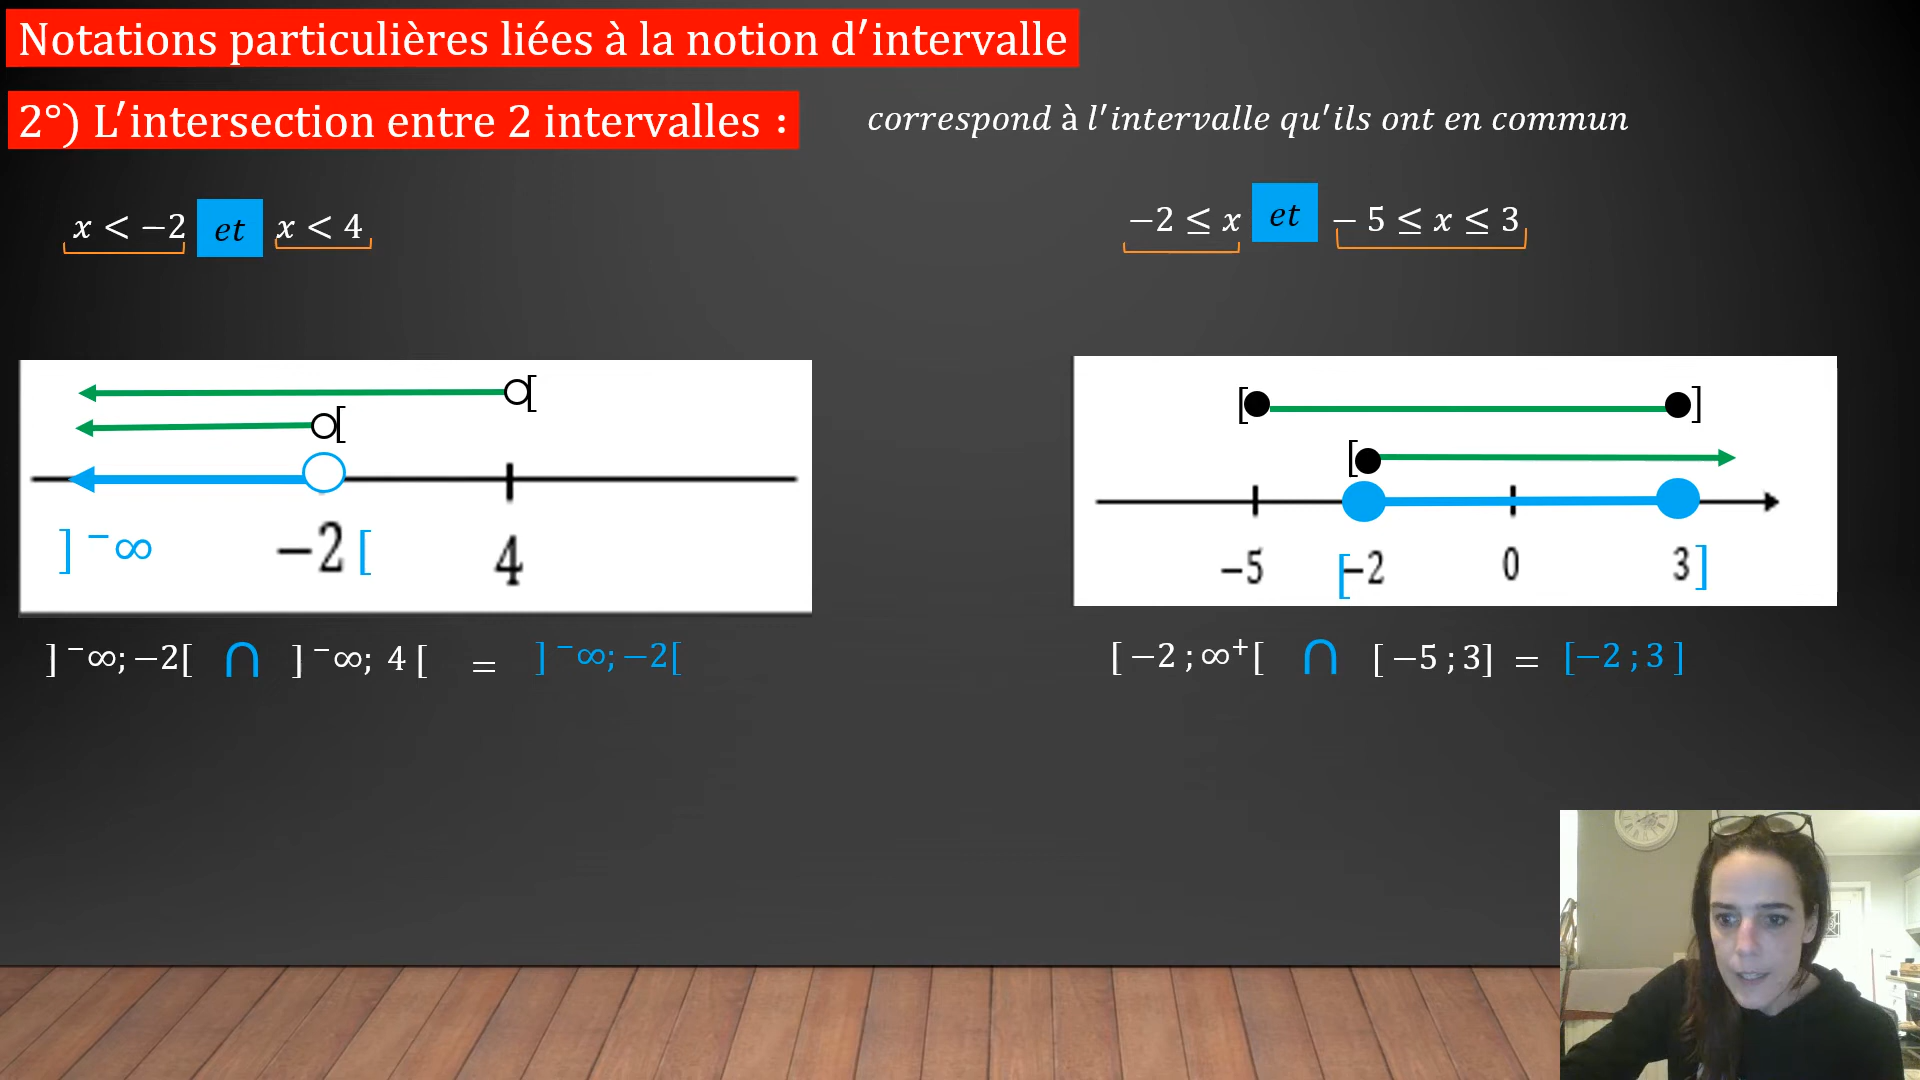 Notations particulières liées à la notion d'intervalle
2°) L'intersection entre 2 intervalles :
correspond à l'intervalle qu'ils ont en commun
x < −2 et x < 4
−2 ≤ x et − 5 ≤ x ≤ 3
[
[
] ⁻∞ −2 [ 4
[ ]
[
−5 [−2 0 3 ]
] ⁻∞; −2[ ∩ ] ⁻∞; 4 [ = ] ⁻∞; −2[
[ −2 ; ∞⁺[ ∩ [ −5 ; 3] = [−2 ; 3 ]